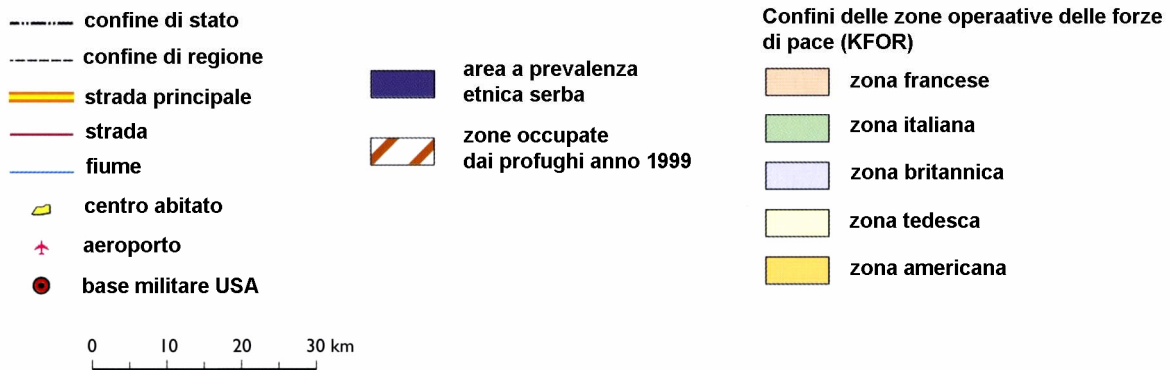 confine di stato
confine di regione
strada principale
strada
fiume
centro abitato
aeroporto
base militare USA
0 10 20 30 km
area a prevalenza
etnica serba
zone occupate
dai profughi anno 1999
Confini delle zone operaative delle forze
di pace (KFOR)
zona francese
zona italiana
zona britannica
zona tedesca
zona americana